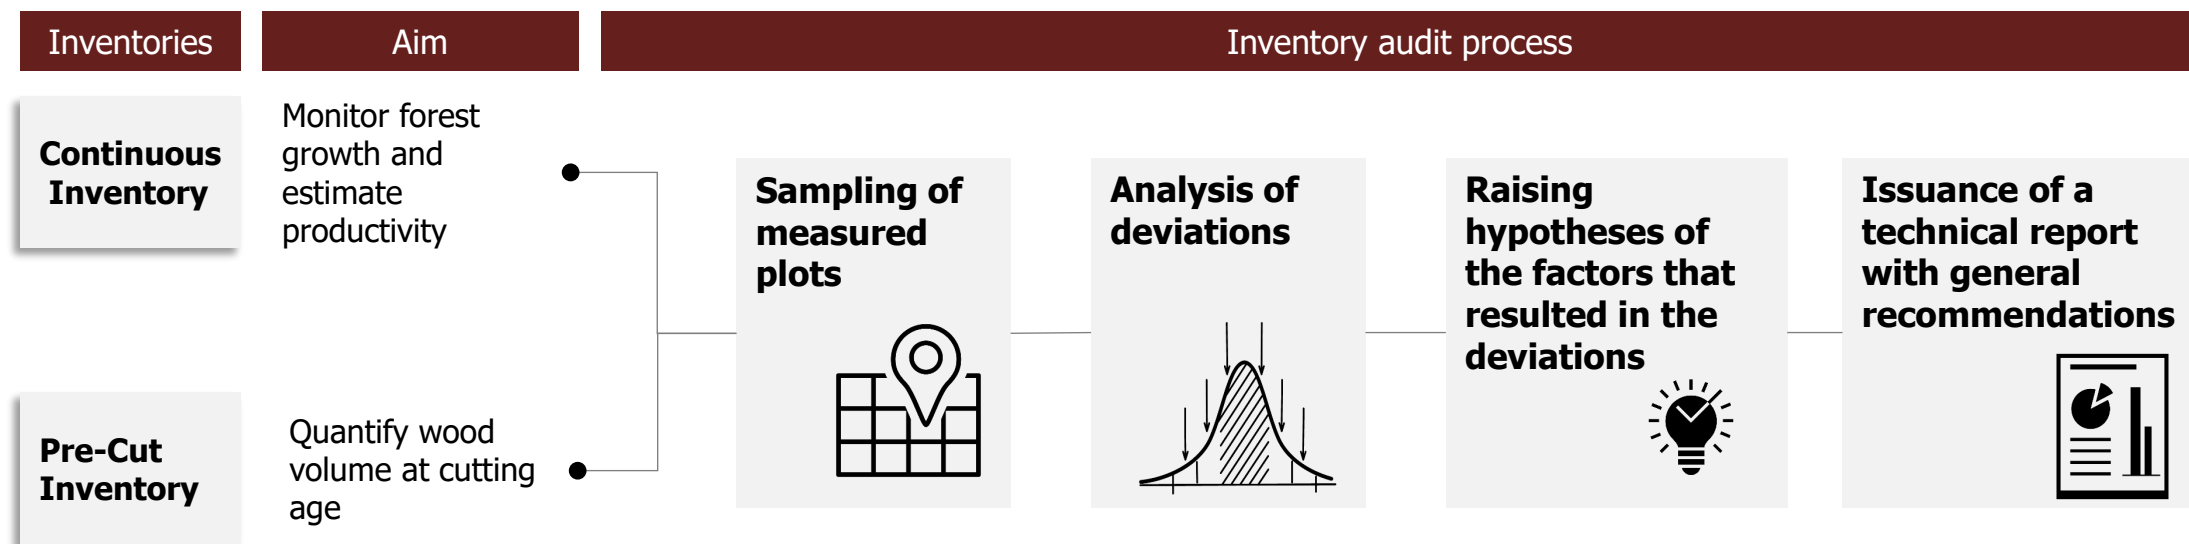 Inventories
Aim
Inventory audit process
Continuous
Inventory
Monitor forest
growth and
estimate
productivity
Pre-Cut
Inventory
Quantify wood
volume at cutting
age
Sampling of
measured
plots
Analysis of
deviations
Raising
hypotheses of
the factors that
resulted in the
deviations
Issuance of a
technical report
with general
recommendations